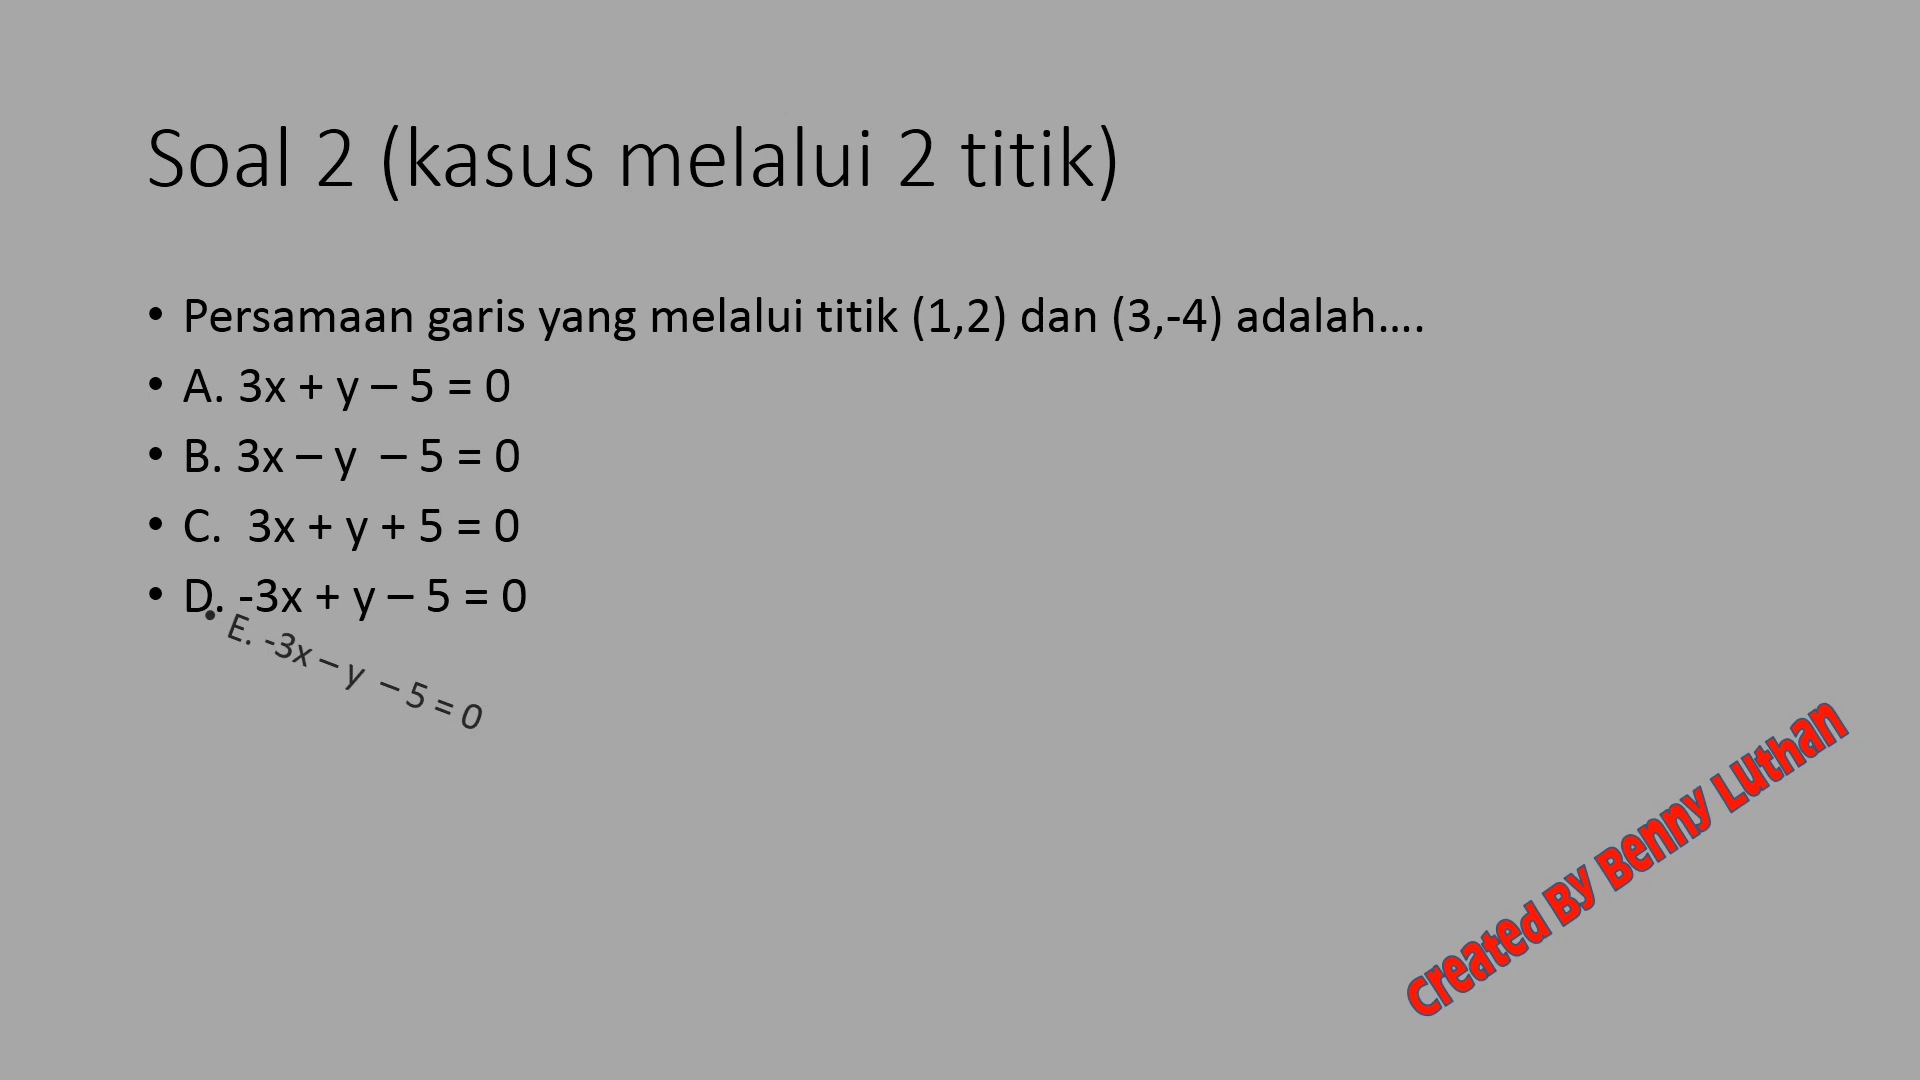 Soal 2 (kasus melalui 2 titik)
• Persamaan garis yang melalui titik (1,2) dan (3,-4) adalah....
• A. 3x + y – 5 = 0
• B. 3x – y  – 5 = 0
• C.  3x + y + 5 = 0
• D. -3x + y – 5 = 0
• E. -3x – y  – 5 = 0
Created By Benny Luthan